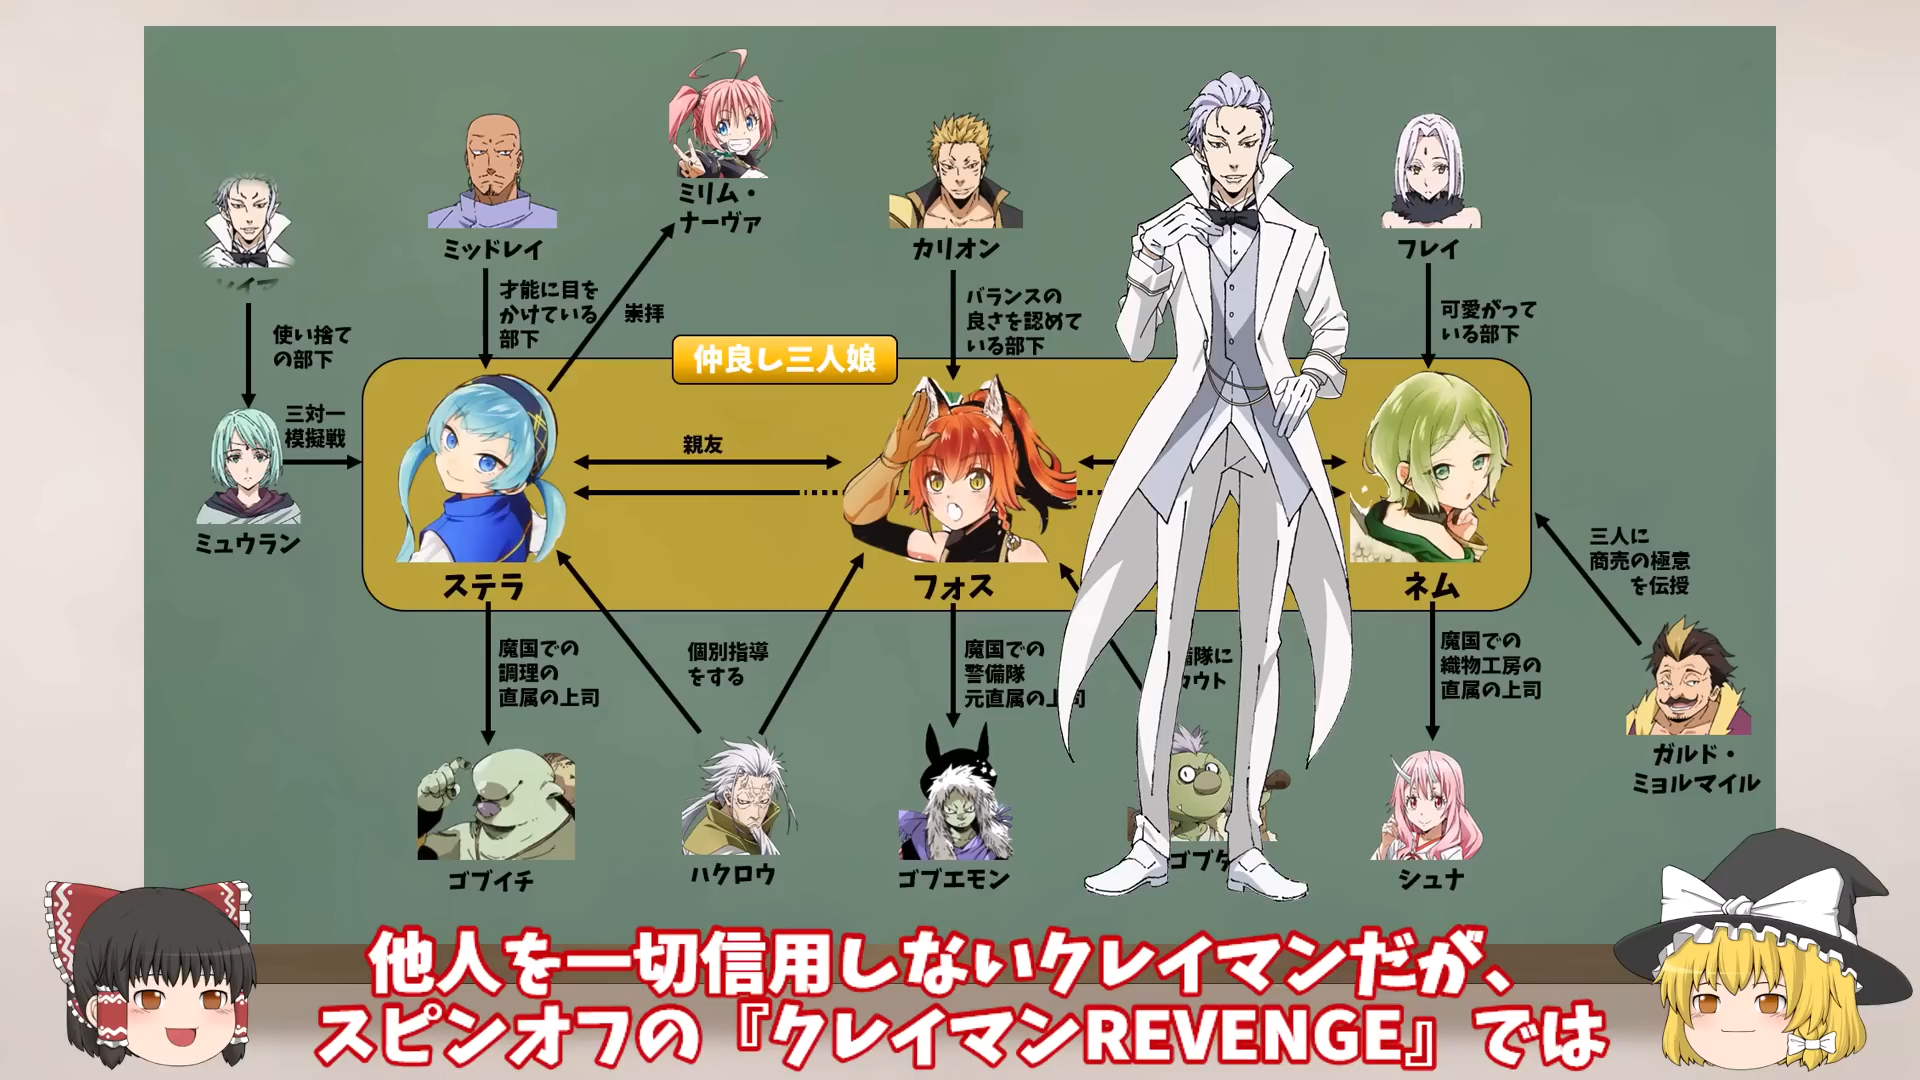 ミリム・
ナーヴァ
ミッドレイ
カリオン
フレイ
才能に目を
かけている
部下
崇拝
バランスの
良さを認めて
いる部下
可愛がって
いる部下
使い捨て
の部下
仲良し三人娘
三対一
模擬戦
親友
ミュウラン
ステラ
フォス
ネム
三人に
商売の極意
を伝授
魔国での
調理の
直属の上司
個別指導
をする
魔国での
警備隊
元直属の上司
備隊に
ウト
魔国での
織物工房の
直属の上司
ガルド・
ミョルマイル
ゴブイチ
ハクロウ
ゴブエモン
ゴブタ
シュナ
他人を一切信用しないクレイマンだが、
スピンオフの『クレイマンREVENGE』では